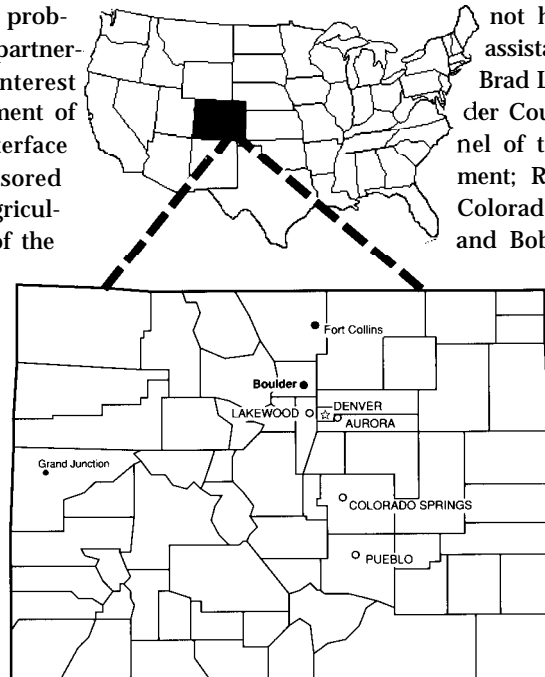 prob-
partner-
interest
ment of
terface
sored
gricul-
of the
not h
assista
Brad L
der Cou
nel of t
ment; R
Colorad
and Bob
Fort Collins
Boulder
LAKEWOOD
DENVER
AURORA
Grand Junction
COLORADO SPRINGS
PUEBLO